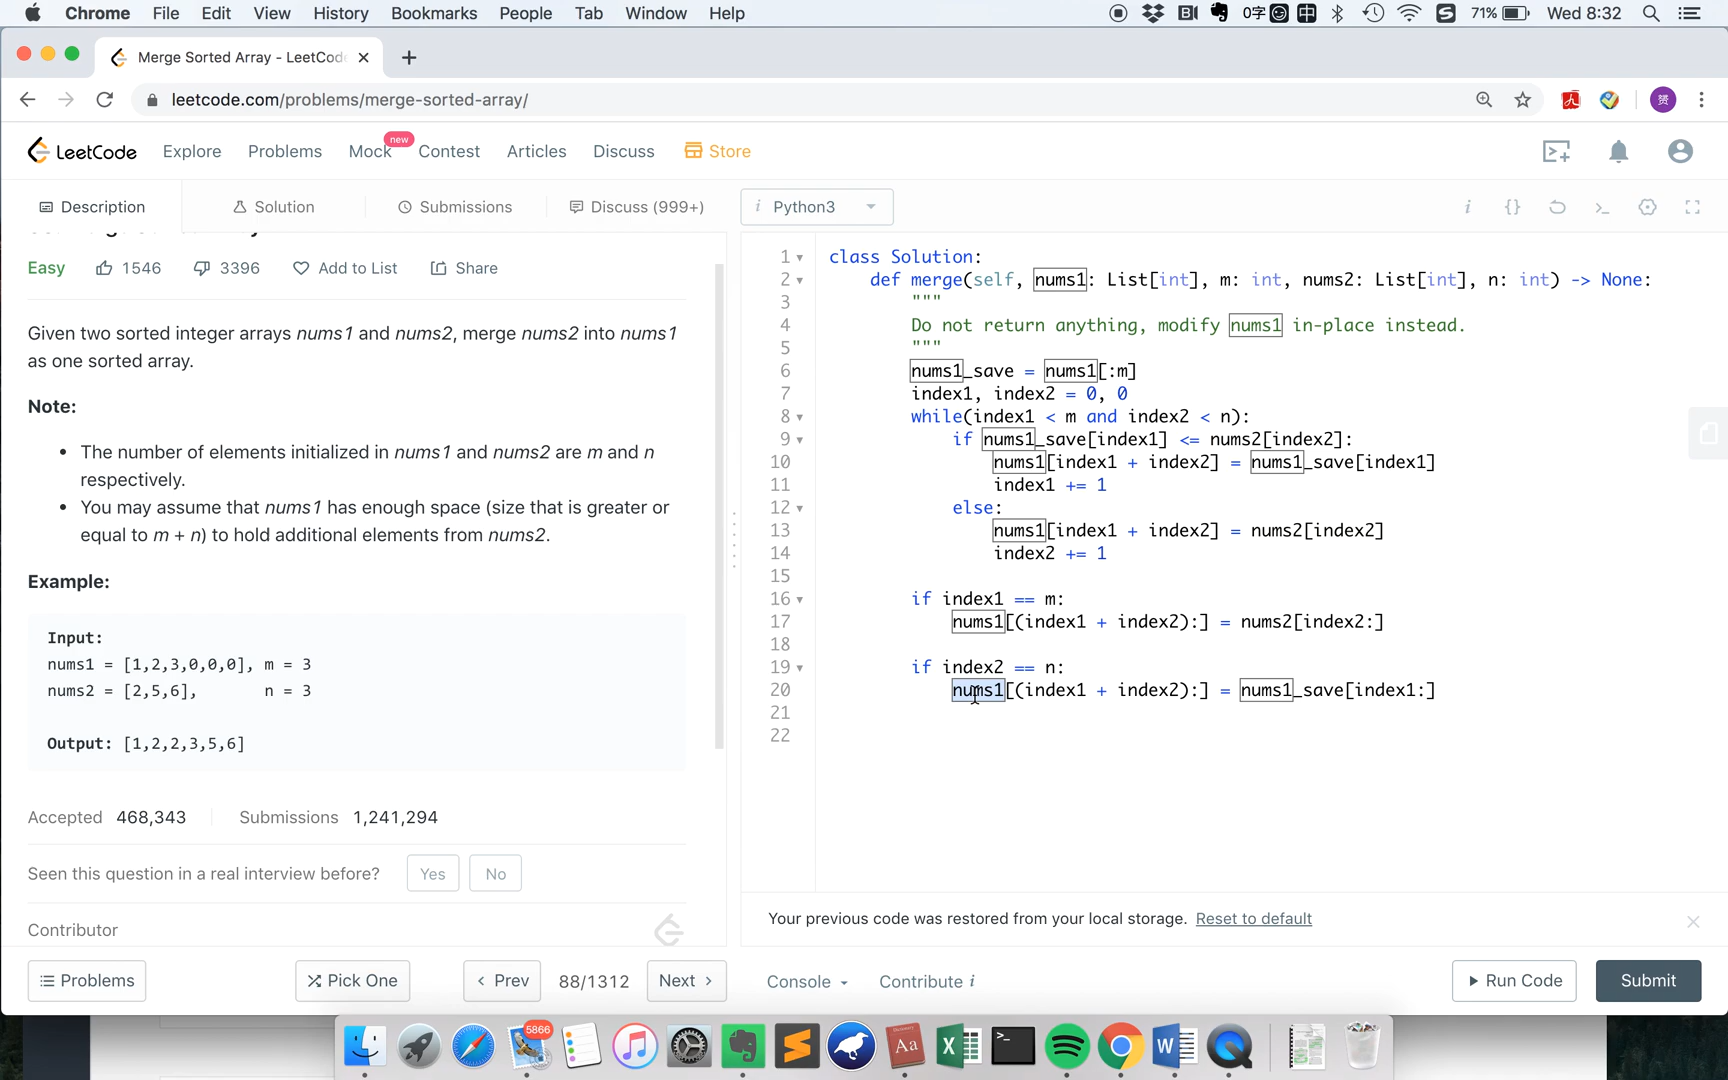 Chrome File Edit View History Bookmarks People Tab Window Help 0字 中 71% Wed 8:32
Merge Sorted Array - LeetCode
leetcode.com/problems/merge-sorted-array/ 赟
LeetCode Explore Problems Mock new Contest Articles Discuss Store
Description Solution Submissions Discuss (999+)
i Python3
Easy 1546 3396 Add to List Share
Given two sorted integer arrays nums1 and nums2, merge nums2 into nums1
as one sorted array.
Note:
• The number of elements initialized in nums1 and nums2 are m and n
respectively.
• You may assume that nums1 has enough space (size that is greater or
equal to m + n) to hold additional elements from nums2.
Example:
Input:
nums1 = [1,2,3,0,0,0], m = 3
nums2 = [2,5,6],       n = 3
Output: [1,2,2,3,5,6]
Accepted 468,343 Submissions 1,241,294
Seen this question in a real interview before? Yes No
Contributor
1 class Solution:
2     def merge(self, nums1: List[int], m: int, nums2: List[int], n: int) -> None:
3         """
4         Do not return anything, modify nums1 in-place instead.
5         """
6         nums1_save = nums1[:m]
7         index1, index2 = 0, 0
8         while(index1 < m and index2 < n):
9             if nums1_save[index1] <= nums2[index2]:
10                 nums1[index1 + index2] = nums1_save[index1]
11                 index1 += 1
12             else:
13                 nums1[index1 + index2] = nums2[index2]
14                 index2 += 1
15
16         if index1 == m:
17             nums1[(index1 + index2):] = nums2[index2:]
18
19         if index2 == n:
20             nums1[(index1 + index2):] = nums1_save[index1:]
21
22
Your previous code was restored from your local storage. Reset to default
Problems Pick One Prev 88/1312 Next Console Contribute i Run Code Submit
5866
Aa